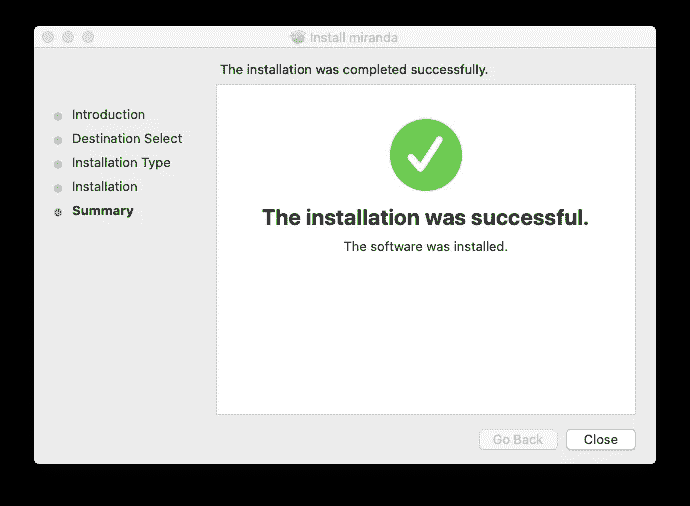 Install miranda
The installation was completed successfully.
Introduction
Destination Select
Installation Type
Installation
Summary
The installation was successful.
The software was installed.
Go Back
Close